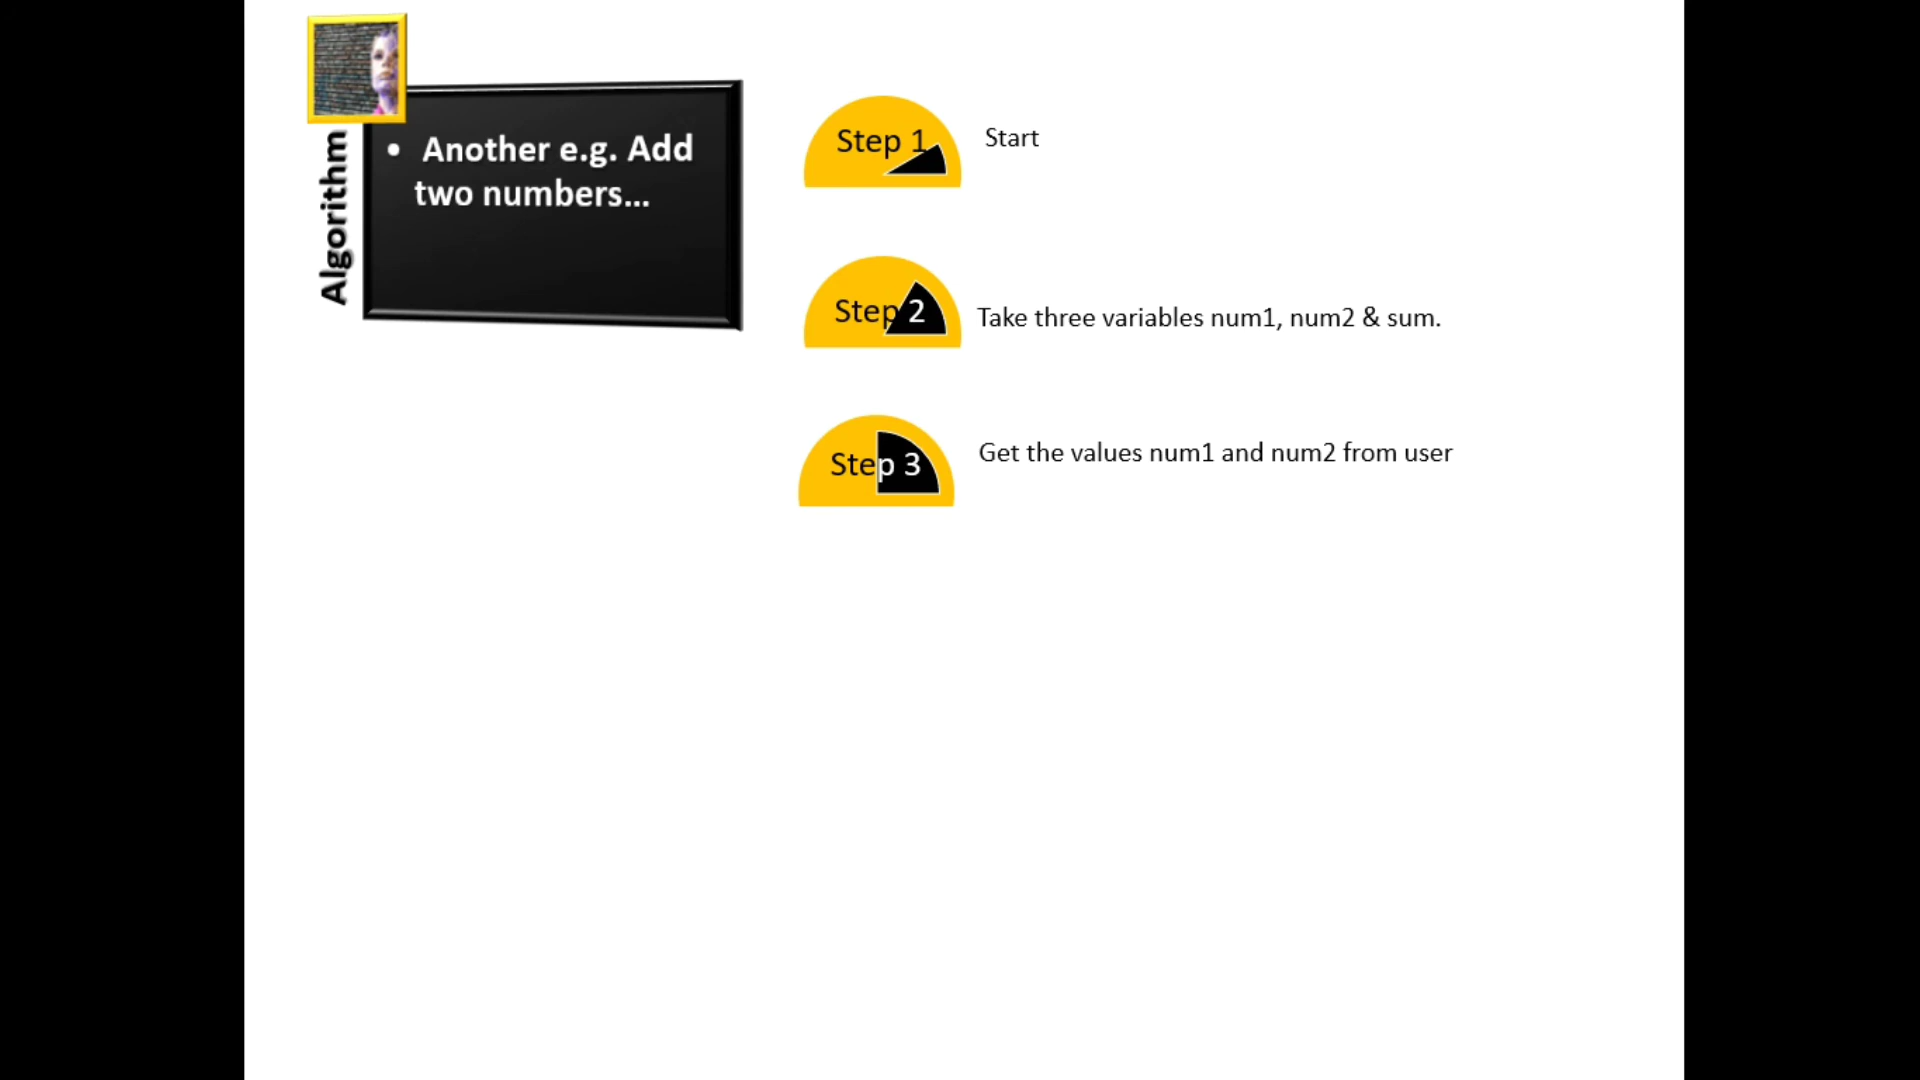 Algorithm
• Another e.g. Add
two numbers...
Step 1
Start
Step 2
Take three variables num1, num2 & sum.
Step 3
Get the values num1 and num2 from user